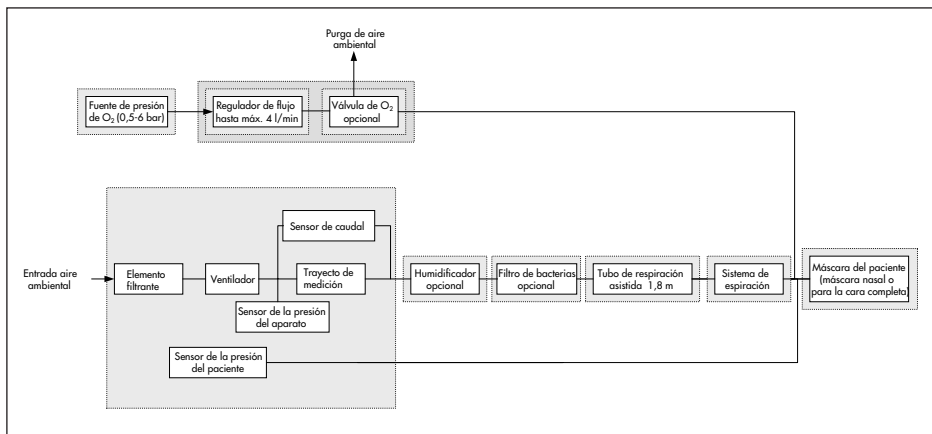 Purga de aire
ambiental
Fuente de presión
de O₂ (0,5-6 bar)
Regulador de flujo
hasta máx. 4 l/min
Válvula de O₂
opcional
Sensor de caudal
Entrada aire
ambiental
Elemento
filtrante
Ventilador
Trayecto de
medición
Humidificador
opcional
Filtro de bacterias
opcional
Tubo de respiración
asistida 1,8 m
Sistema de
espiración
Máscara del paciente
(máscara nasal o
para la cara completa)
Sensor de la presión
del aparato
Sensor de la presión
del paciente